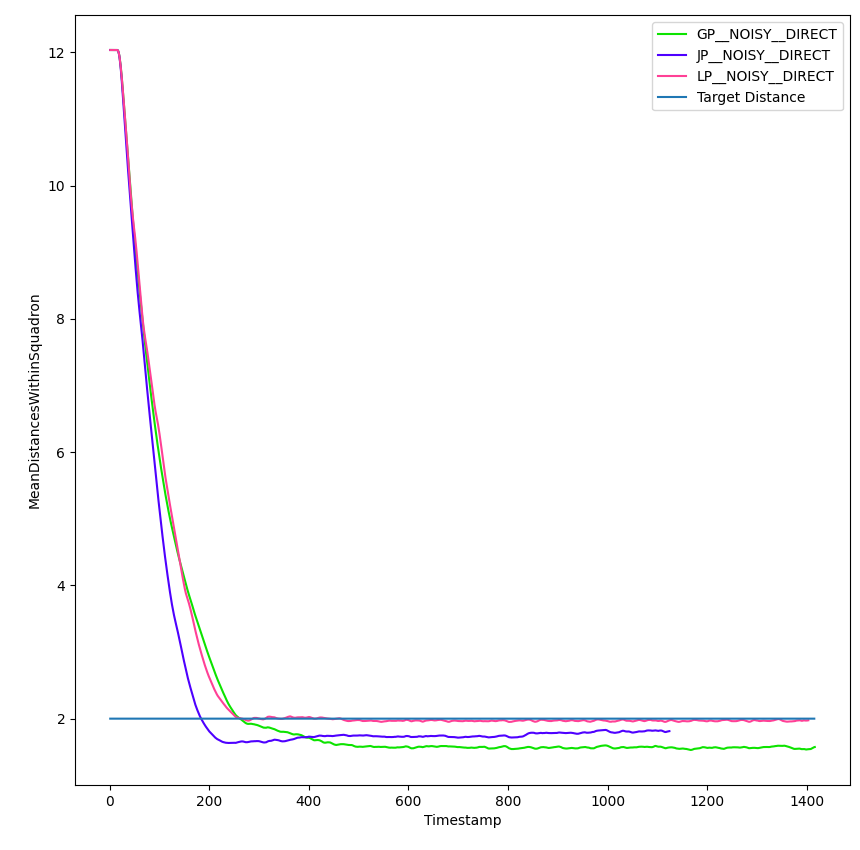 GP__NOISY__DIRECT
JP__NOISY__DIRECT
LP__NOISY__DIRECT
Target Distance
12
10
8
6
4
2
MeanDistancesWithinSquadron
0 200 400 600 800 1000 1200 1400
Timestamp